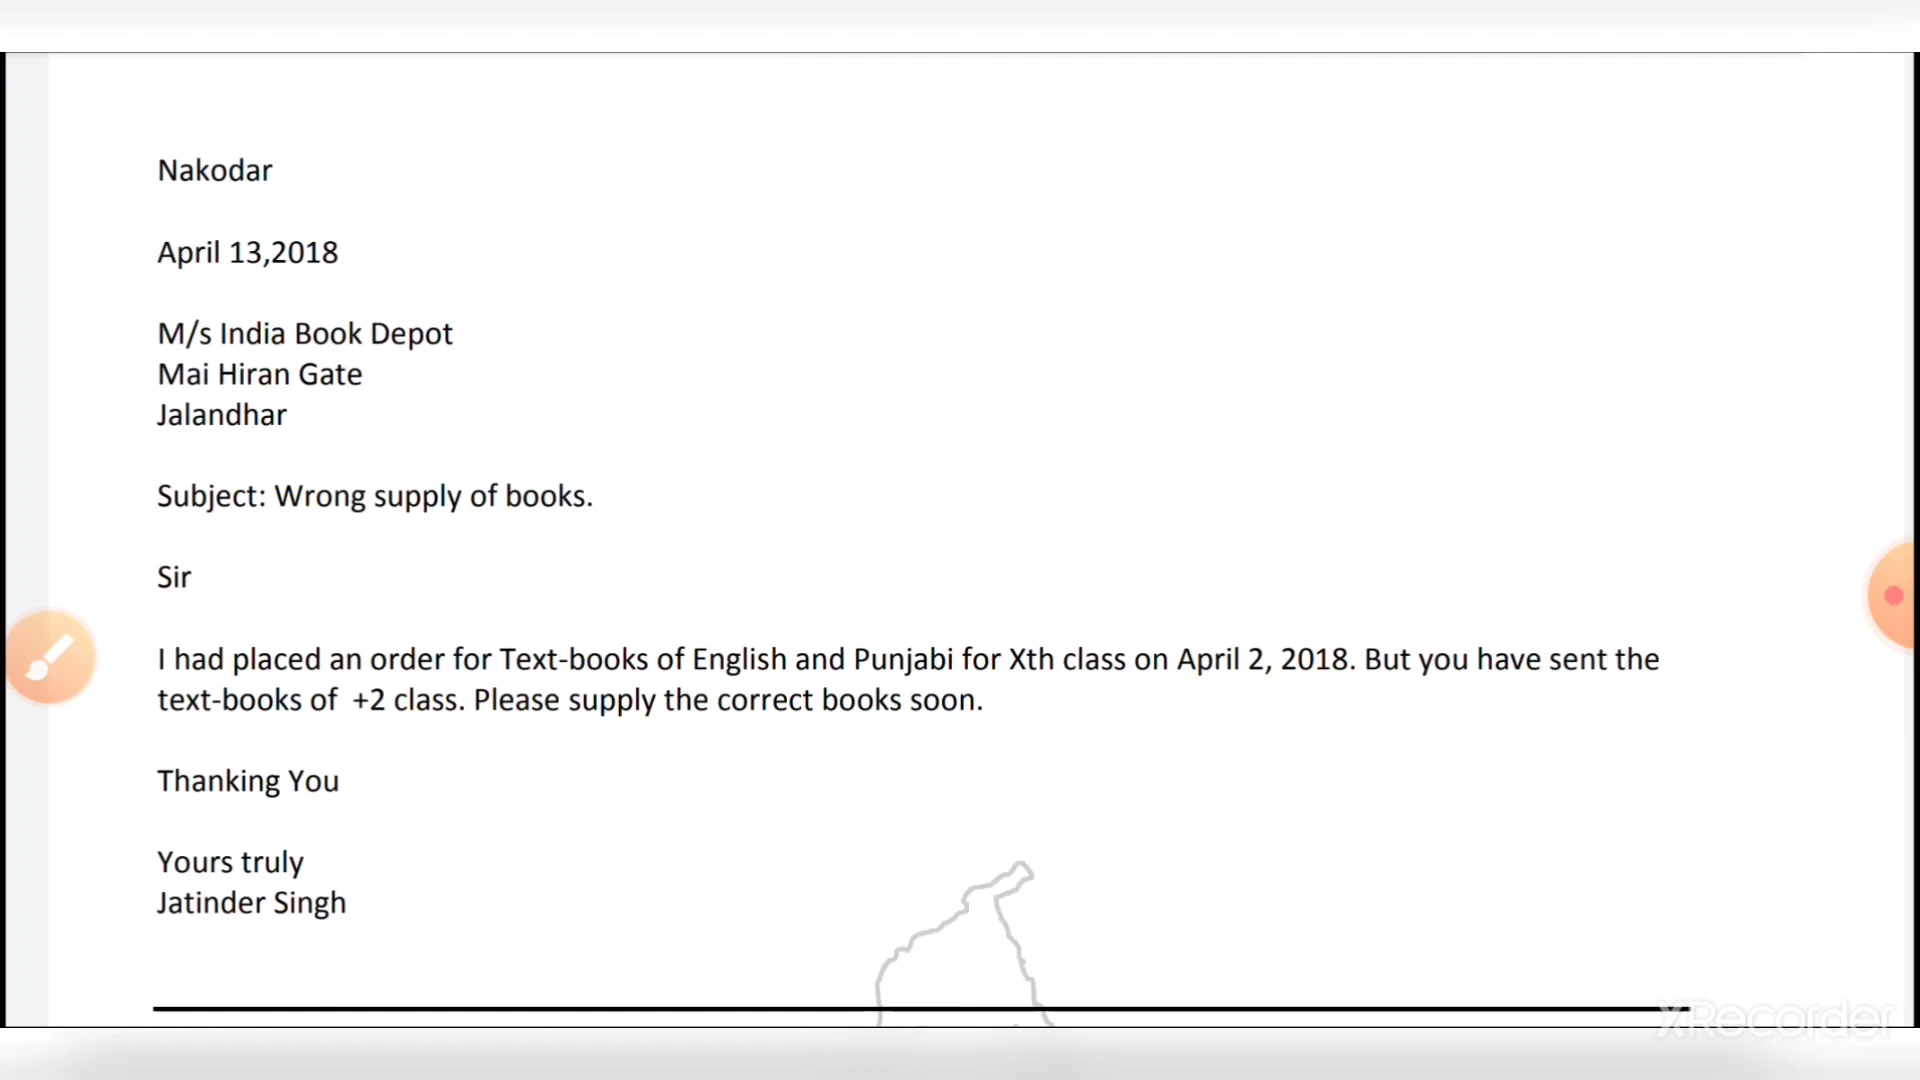 Nakodar
April 13,2018
M/s India Book Depot
Mai Hiran Gate
Jalandhar
Subject: Wrong supply of books.
Sir
I had placed an order for Text-books of English and Punjabi for Xth class on April 2, 2018. But you have sent the
text-books of  +2 class. Please supply the correct books soon.
Thanking You
Yours truly
Jatinder Singh
XRecorder